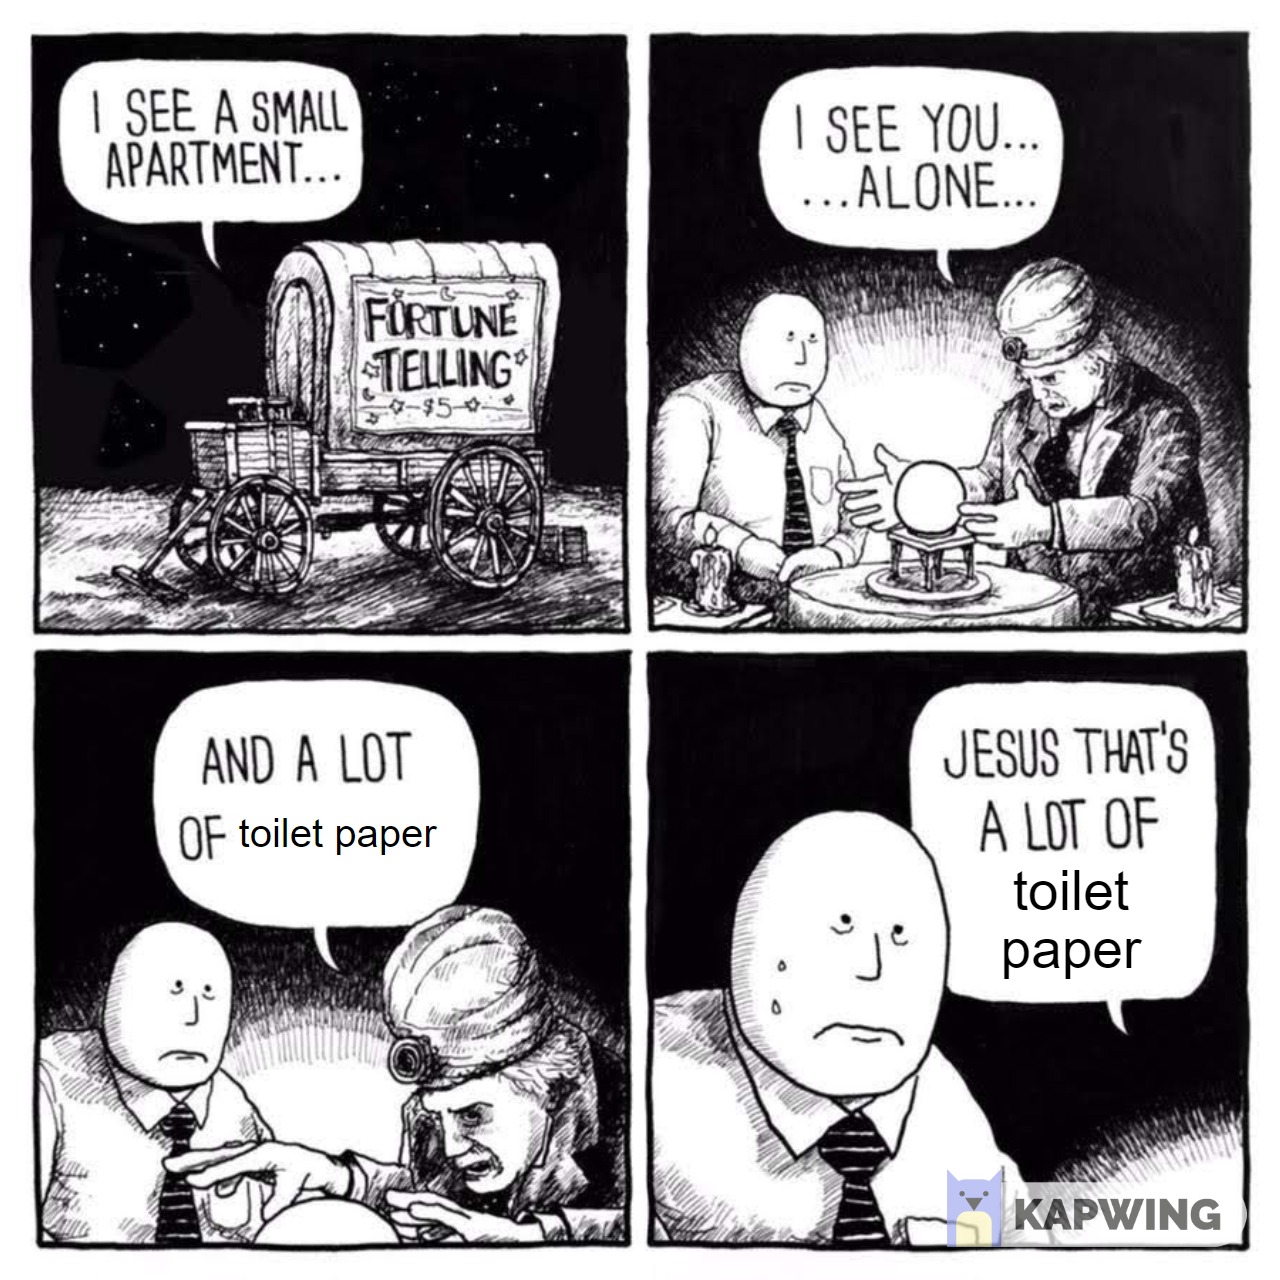 I SEE A SMALL
APARTMENT...
FORTUNE
TELLING
$5
I SEE YOU...
...ALONE...
AND A LOT
OF toilet paper
JESUS THAT'S
A LOT OF
toilet
paper
KAPWING